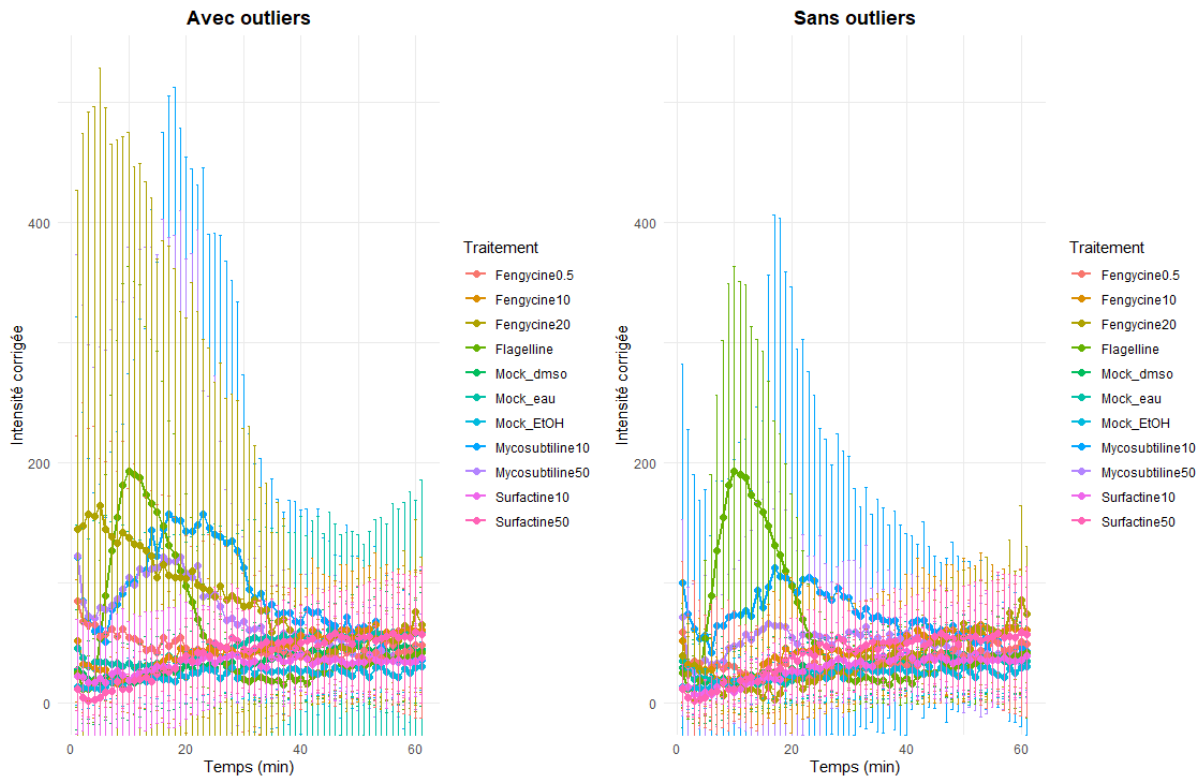 Avec outliers
Intensité corrigée
400
200
0
0
20
40
60
Temps (min)
Traitement
Fengycine0.5
Fengycine10
Fengycine20
Flagelline
Mock_dmso
Mock_eau
Mock_EtOH
Mycosubtiline10
Mycosubtiline50
Surfactine10
Surfactine50
Sans outliers
Intensité corrigée
400
200
0
0
20
40
60
Temps (min)
Traitement
Fengycine0.5
Fengycine10
Fengycine20
Flagelline
Mock_dmso
Mock_eau
Mock_EtOH
Mycosubtiline10
Mycosubtiline50
Surfactine10
Surfactine50